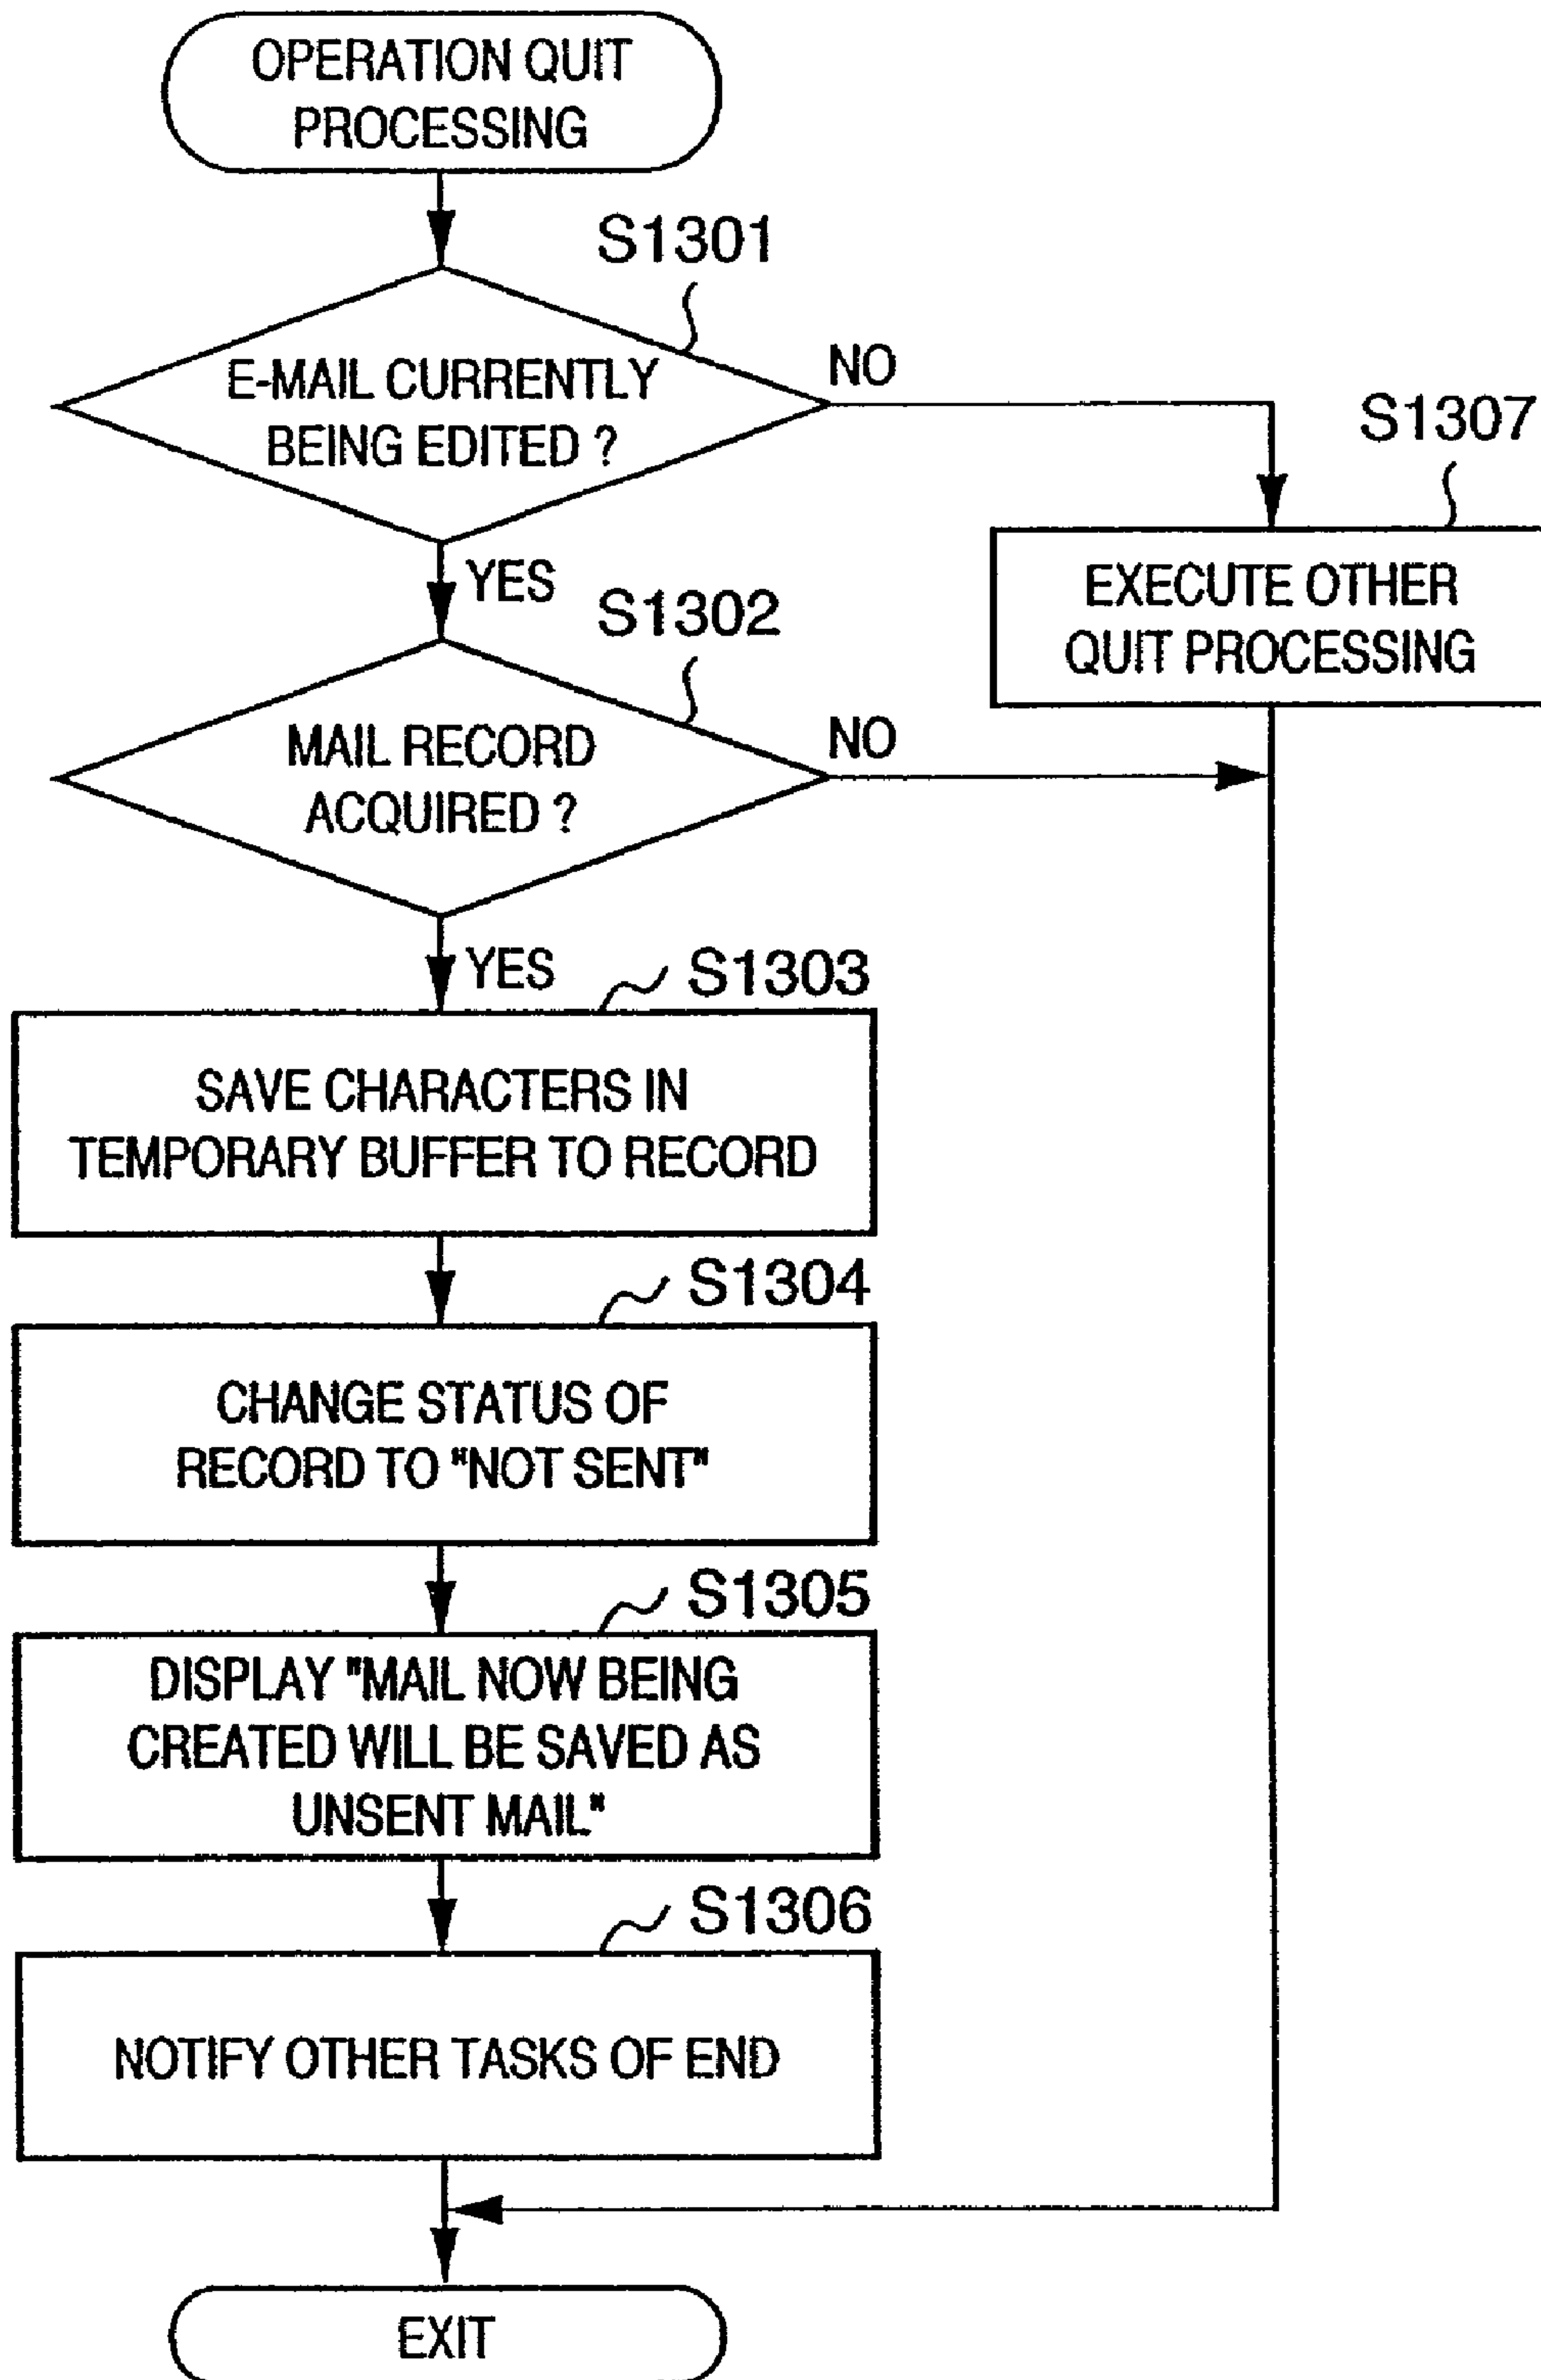 OPERATION QUIT
PROCESSING
S1301
E-MAIL CURRENTLY
BEING EDITED ?
NO
S1307
EXECUTE OTHER
QUIT PROCESSING
YES
S1302
MAIL RECORD
ACQUIRED ?
NO
YES
S1303
SAVE CHARACTERS IN
TEMPORARY BUFFER TO RECORD
S1304
CHANGE STATUS OF
RECORD TO "NOT SENT"
S1305
DISPLAY "MAIL NOW BEING
CREATED WILL BE SAVED AS
UNSENT MAIL"
S1306
NOTIFY OTHER TASKS OF END
EXIT